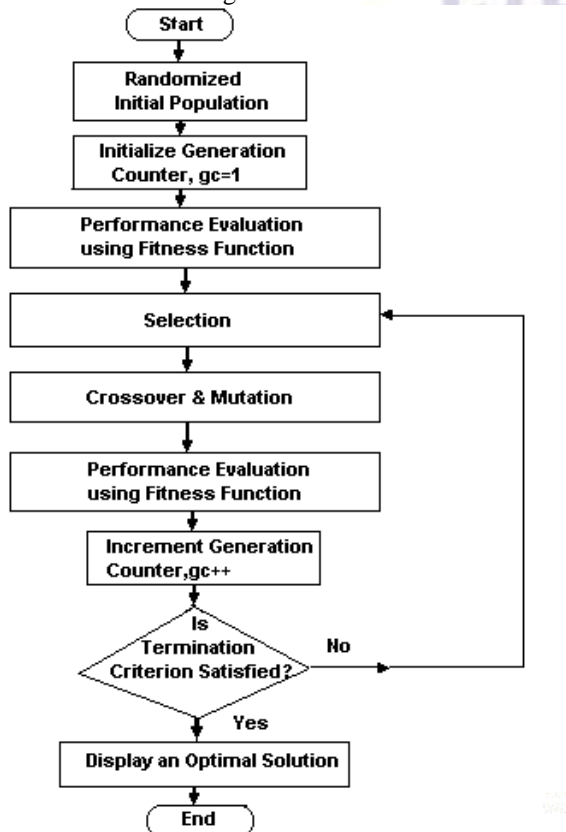 Start
Randomized
Initial Population
Initialize Generation
Counter, gc=1
Performance Evaluation
using Fitness Function
Selection
Crossover & Mutation
Performance Evaluation
using Fitness Function
Increment Generation
Counter,gc++
Is
Termination
Criterion Satisfied?
No
Yes
Display an Optimal Solution
End